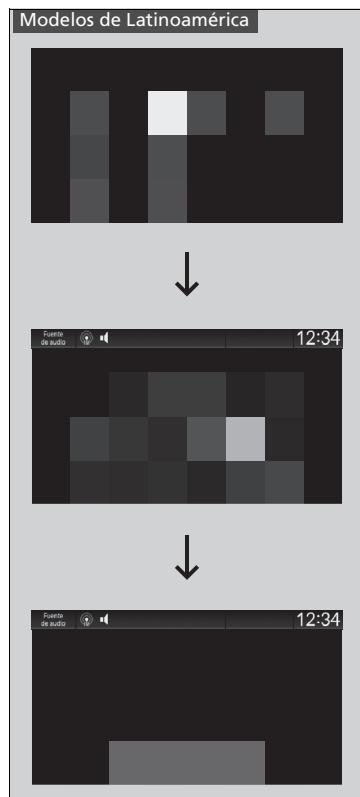 Modelos de Latinoamérica
Fuente
de audio
12:34
Fuente
de audio
12:34